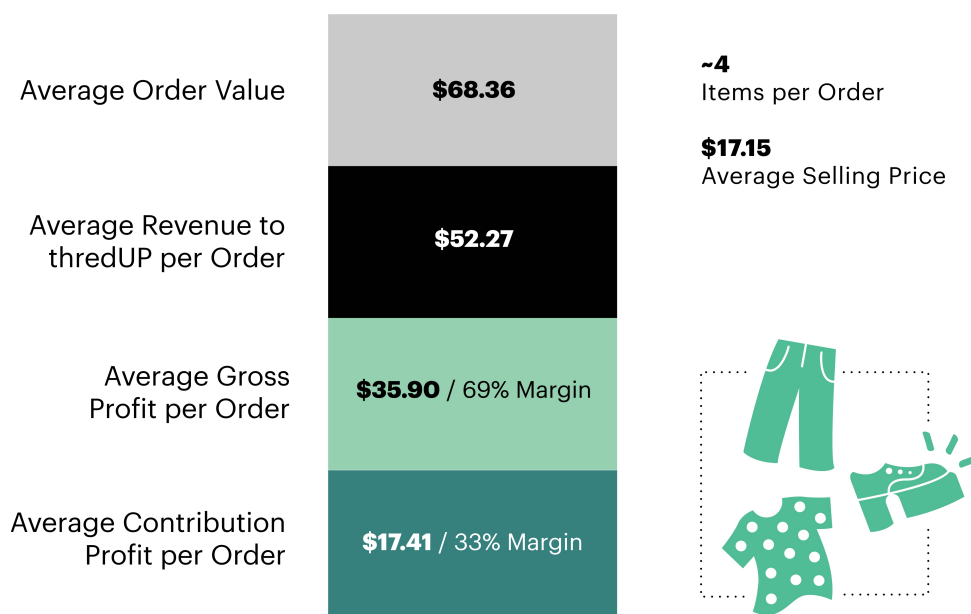 Average Order Value
$68.36
~4
Items per Order
$17.15
Average Selling Price
Average Revenue to
thredUP per Order
$52.27
Average Gross
Profit per Order
$35.90 / 69% Margin
Average Contribution
Profit per Order
$17.41 / 33% Margin